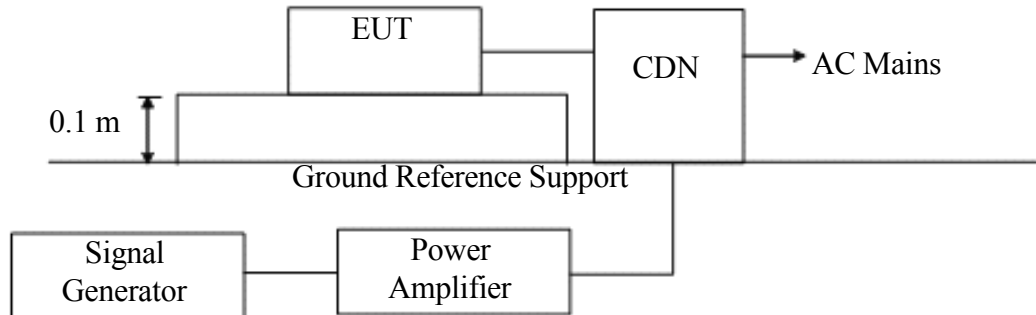 EUT
CDN
AC Mains
0.1 m
Ground Reference Support
Signal
Generator
Power
Amplifier